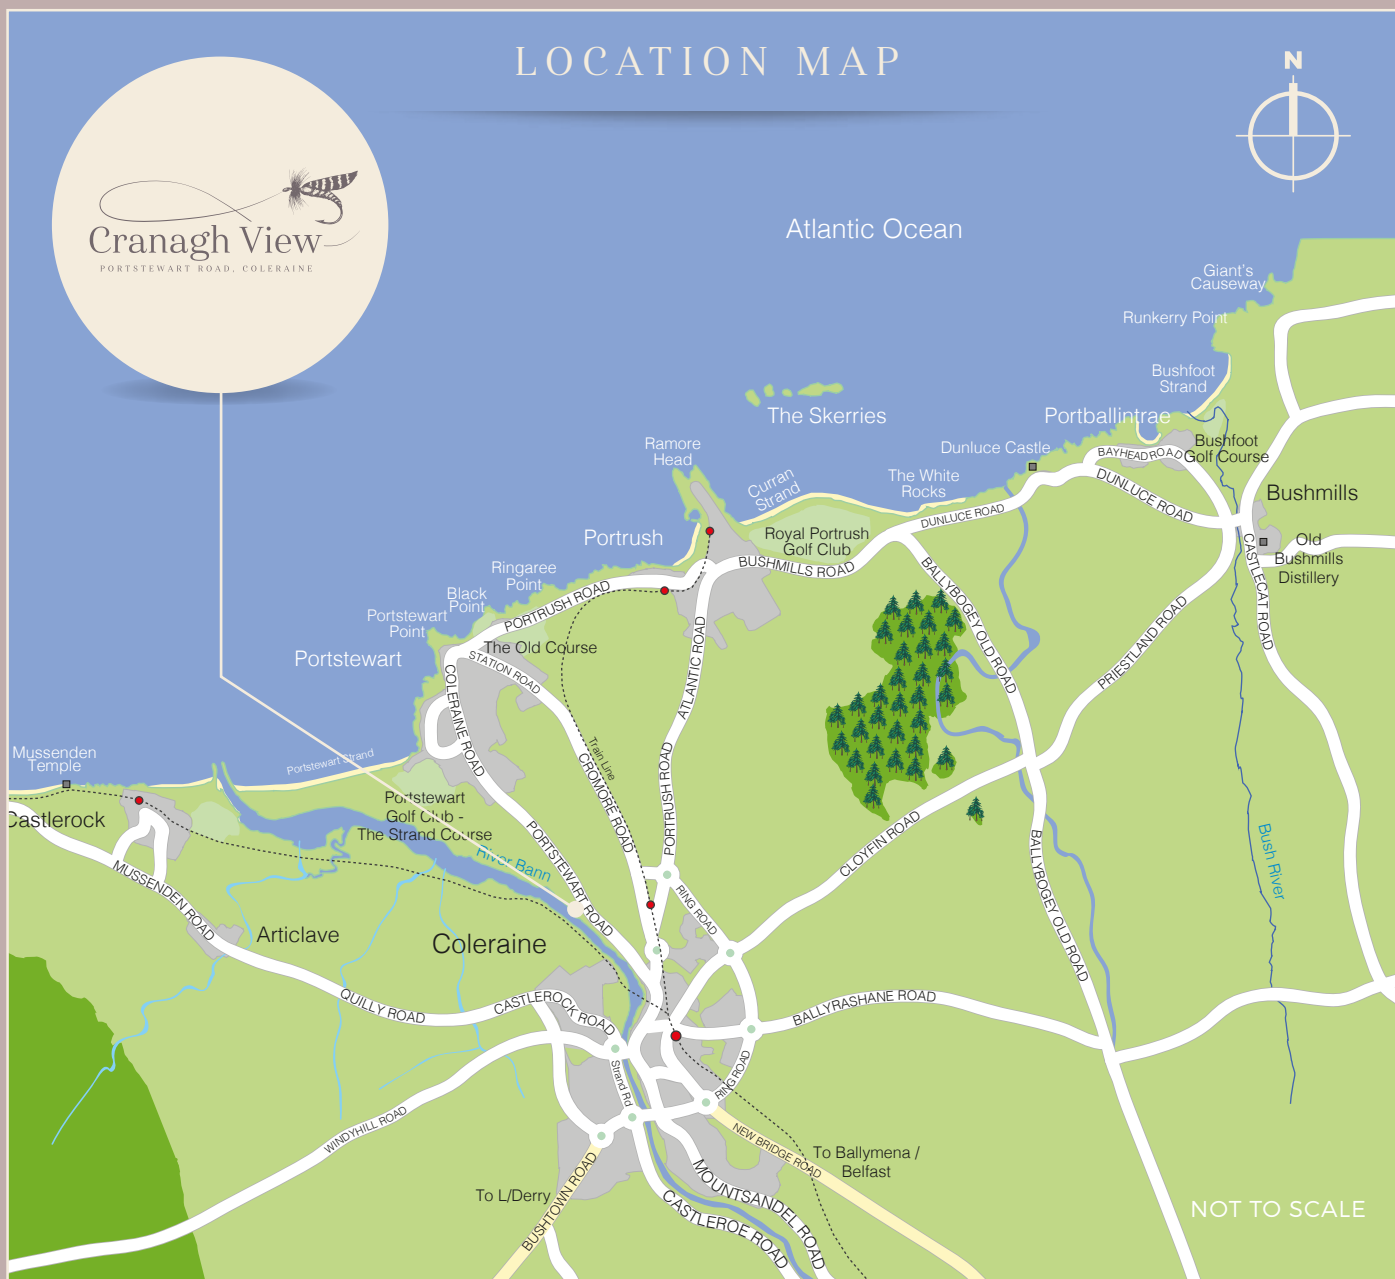 LOCATION MAP
N
Cranagh View
PORTSTEWART ROAD, COLERAINE
Atlantic Ocean
Giant's
Causeway
Runkerry Point
Bushfoot
Strand
The Skerries
Portballintrae
Ramore
Head
Dunluce Castle
Bushfoot
Golf Course
BAYHEAD ROAD
Curran
Strand
The White
Rocks
DUNLUCE ROAD
Bushmills
DUNLUCE ROAD
Portrush
Royal Portrush
Golf Club
Old
Bushmills
Distillery
CASTLECAT ROAD
BUSHMILLS ROAD
BALLYBOGEY OLD ROAD
Ringaree
Point
Black
Point
PORTRUSH ROAD
Portstewart
Point
The Old Course
Portstewart
STATION ROAD
ATLANTIC ROAD
PRIESTLAND ROAD
COLERAINE ROAD
Mussenden
Temple
Portstewart Strand
Train Line
CROMORE ROAD
PORTRUSH ROAD
Castlerock
Portstewart
Golf Club -
The Strand Course
River Bann
PORTSTEWART ROAD
CLOYFIN ROAD
BALLYBOGEY OLD ROAD
Bush River
MUSSENDEN ROAD
RING ROAD
Articlave
Coleraine
QUILLY ROAD
CASTLEROCK ROAD
BALLYRASHANE ROAD
Strand Rd
RING ROAD
WINDYHILL ROAD
NEW BRIDGE ROAD
To Ballymena /
Belfast
To L/Derry
BUSHTOWN ROAD
MOUNTSANDEL ROAD
CASTLEROE ROAD
NOT TO SCALE